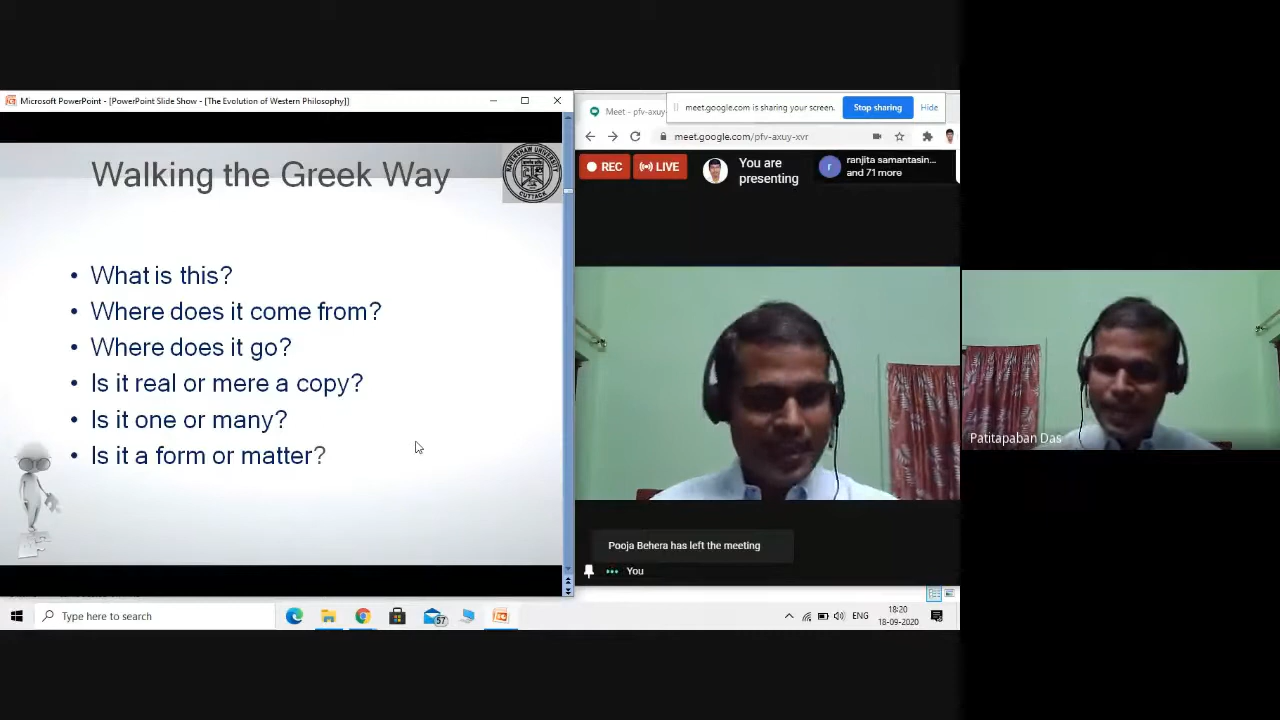 Microsoft PowerPoint - [PowerPoint Slide Show - [The Evolution of Western Philosophy]]
Walking the Greek Way
RAVENSHAW UNIVERSITY
CUTTACK
• What is this?
• Where does it come from?
• Where does it go?
• Is it real or mere a copy?
• Is it one or many?
• Is it a form or matter?
Meet - pfv-axuy-
meet.google.com is sharing your screen.
Stop sharing
Hide
meet.google.com/pfv-axuy-xvr
REC
LIVE
You are
presenting
r
ranjita samantasin...
and 71 more
Pooja Behera has left the meeting
You
Patitapaban Das
Type here to search
57
ENG
18:20
18-09-2020